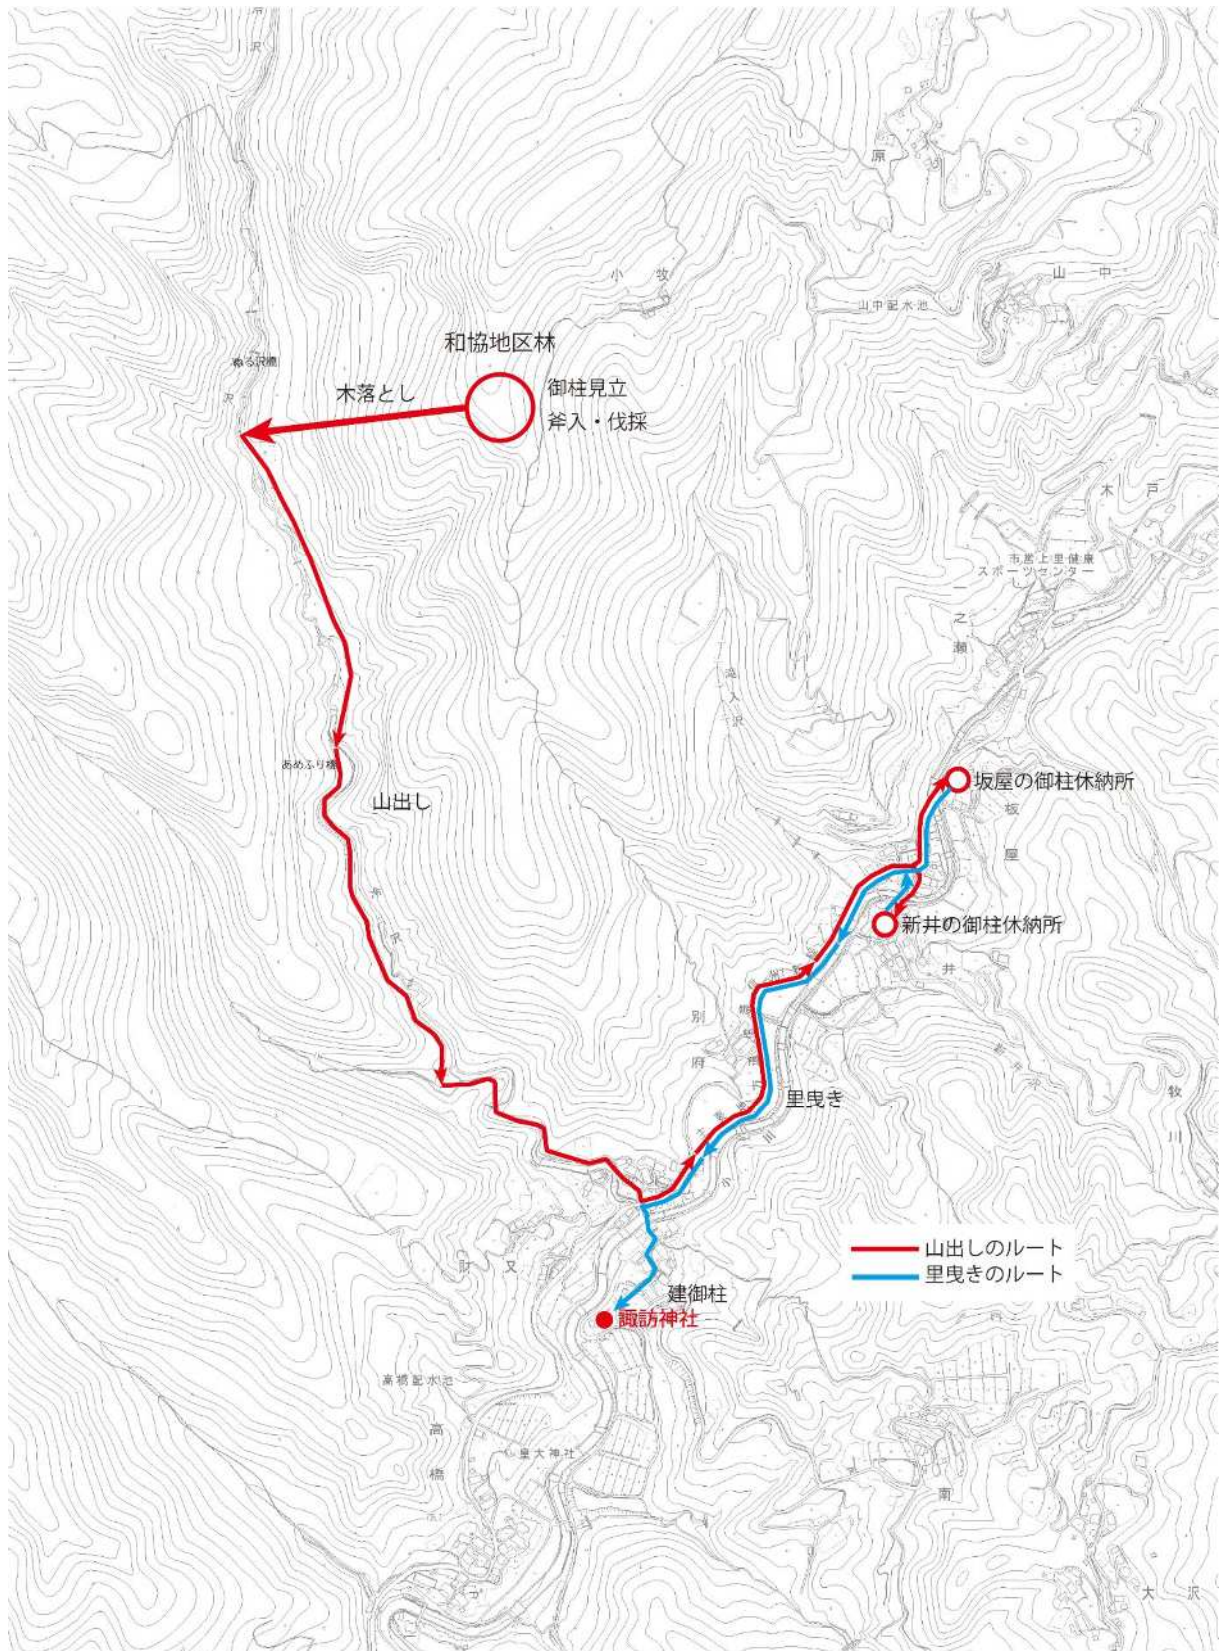 原
小牧
山中
山中配水池
和協地区林
木落とし
御柱見立
斧入・伐採
木戸
市営上里健康
スポーツセンター
一之瀬
あめふり橋
山出し
坂屋の御柱休納所
板屋
新井の御柱休納所
井
別府
里曳き
牧川
小川
山出しのルート
里曳きのルート
建御柱
諏訪神社
高橋配水池
高橋
皇大神社
南
大沢